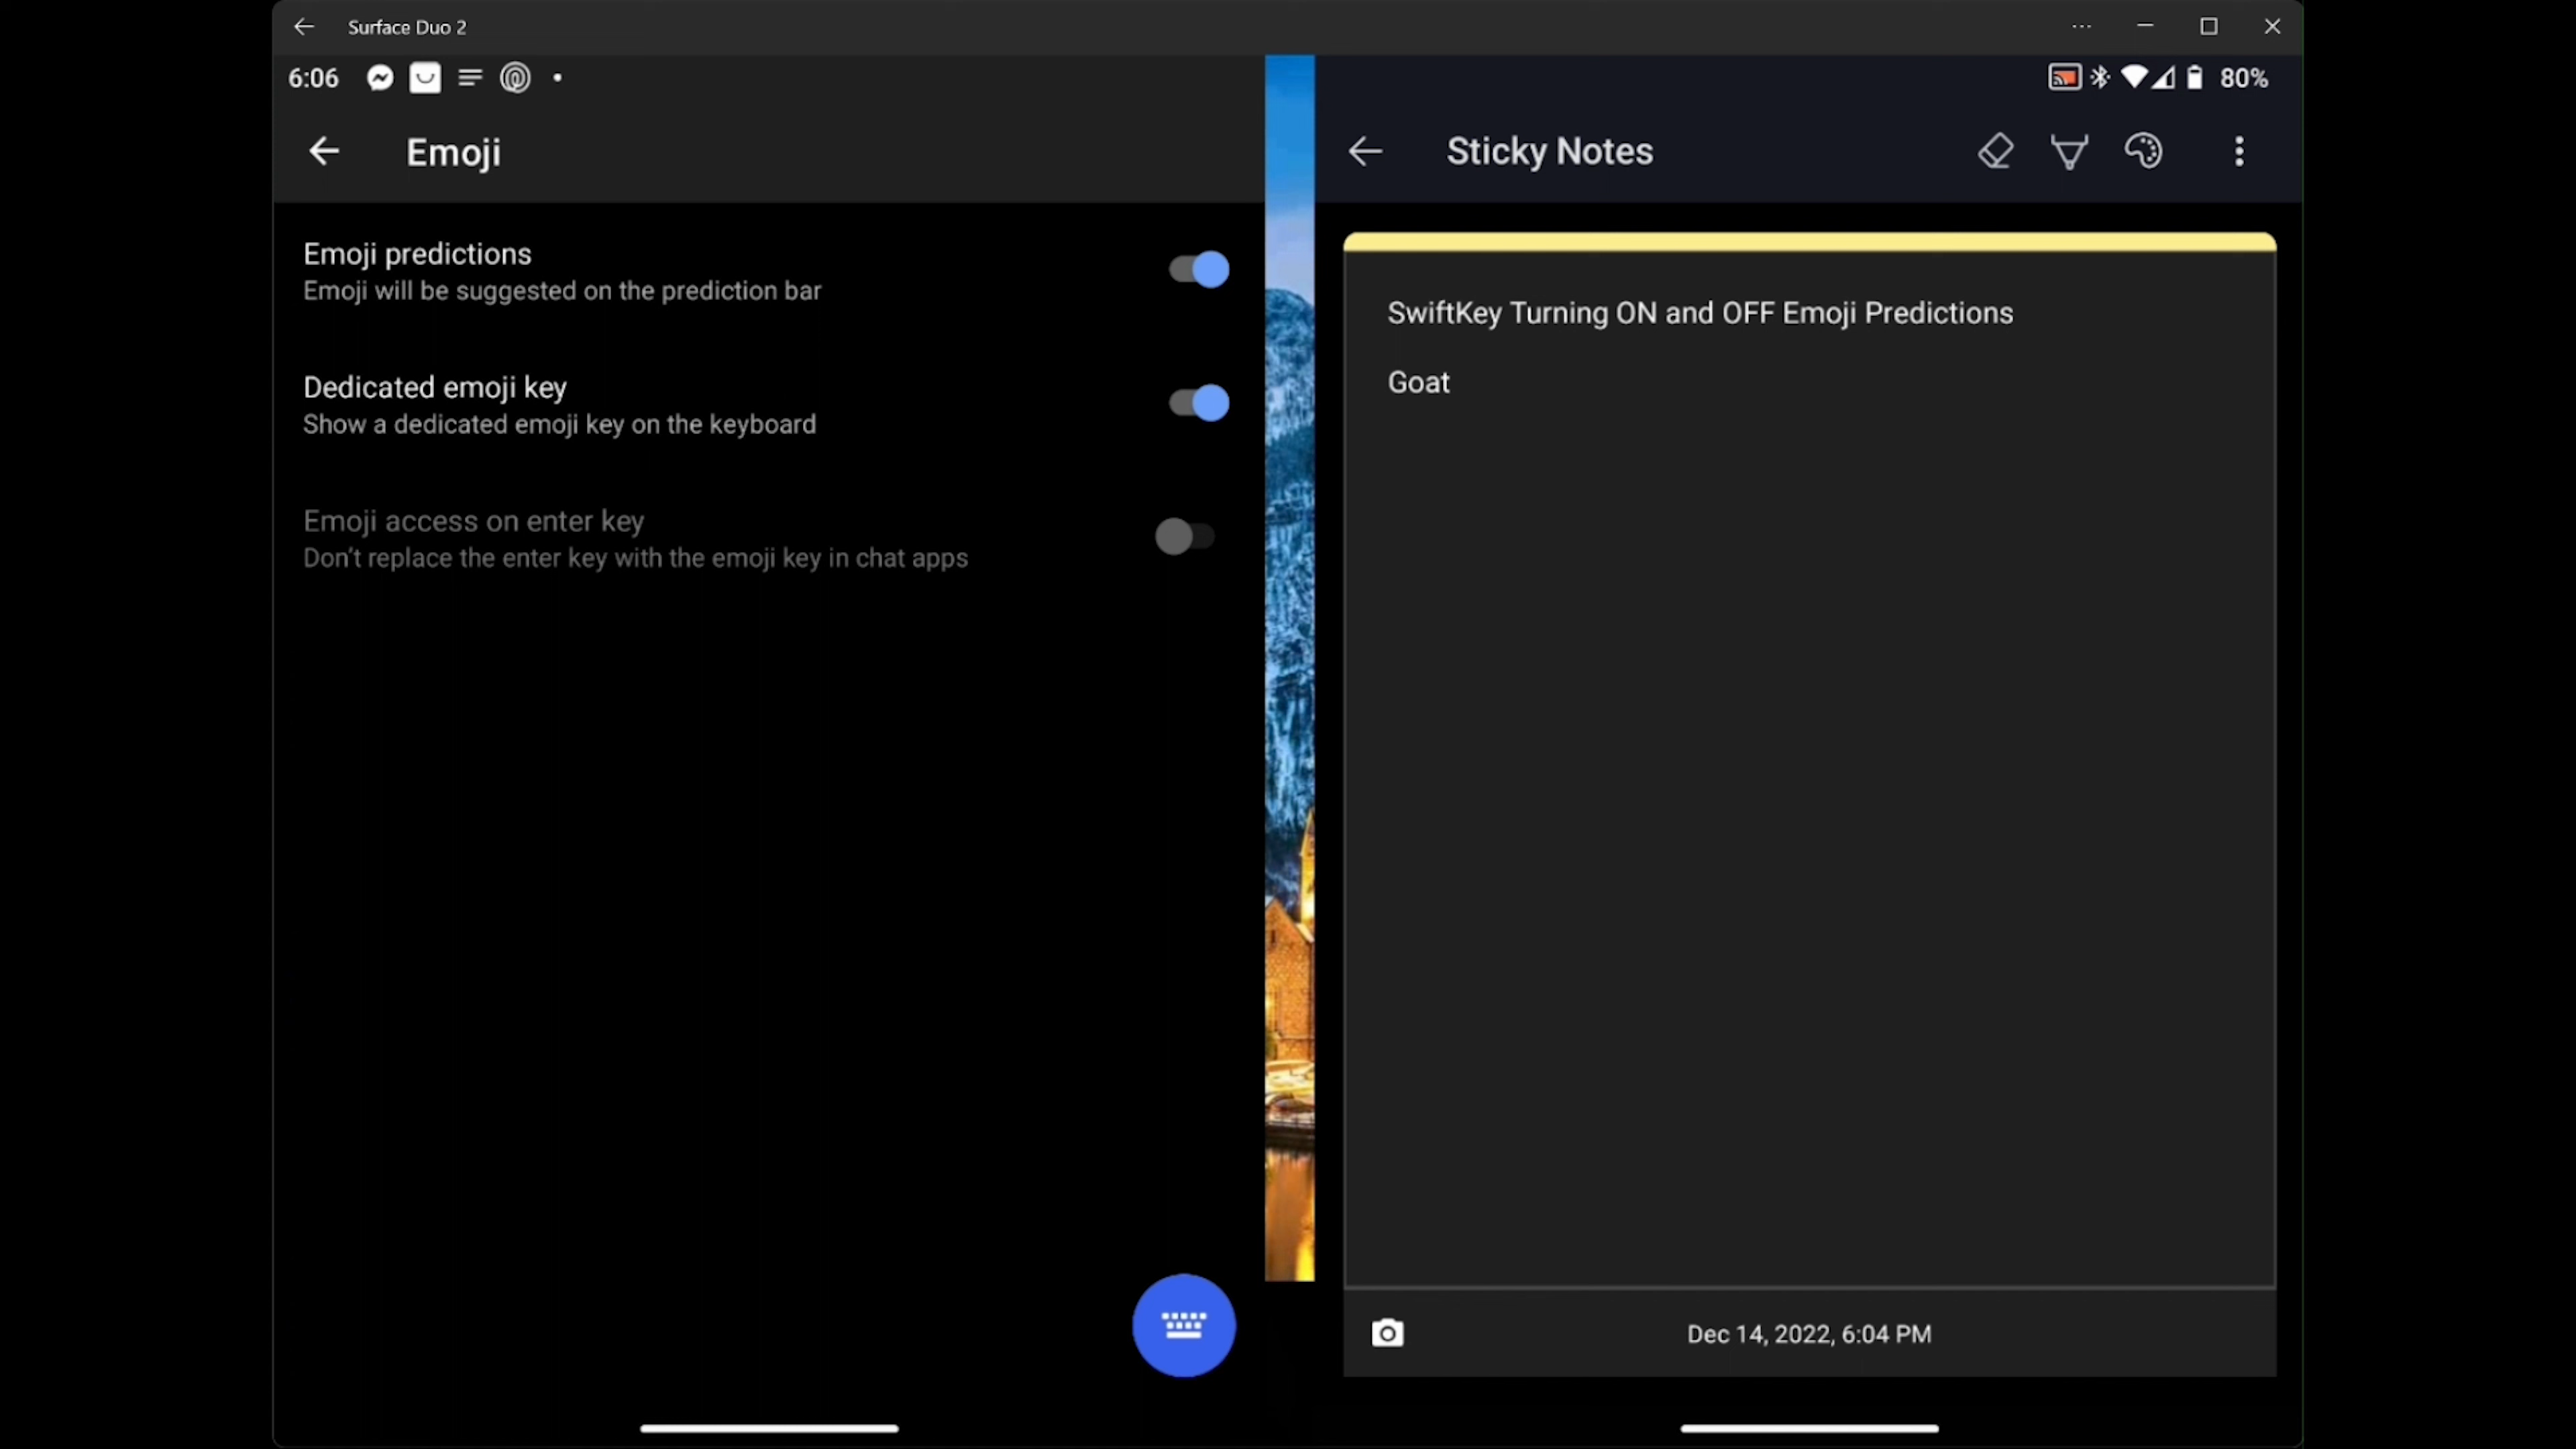 Surface Duo 2
6:06
80%
Emoji
Emoji predictions
Emoji will be suggested on the prediction bar
Dedicated emoji key
Show a dedicated emoji key on the keyboard
Emoji access on enter key
Don't replace the enter key with the emoji key in chat apps
Sticky Notes
SwiftKey Turning ON and OFF Emoji Predictions
Goat
Dec 14, 2022, 6:04 PM